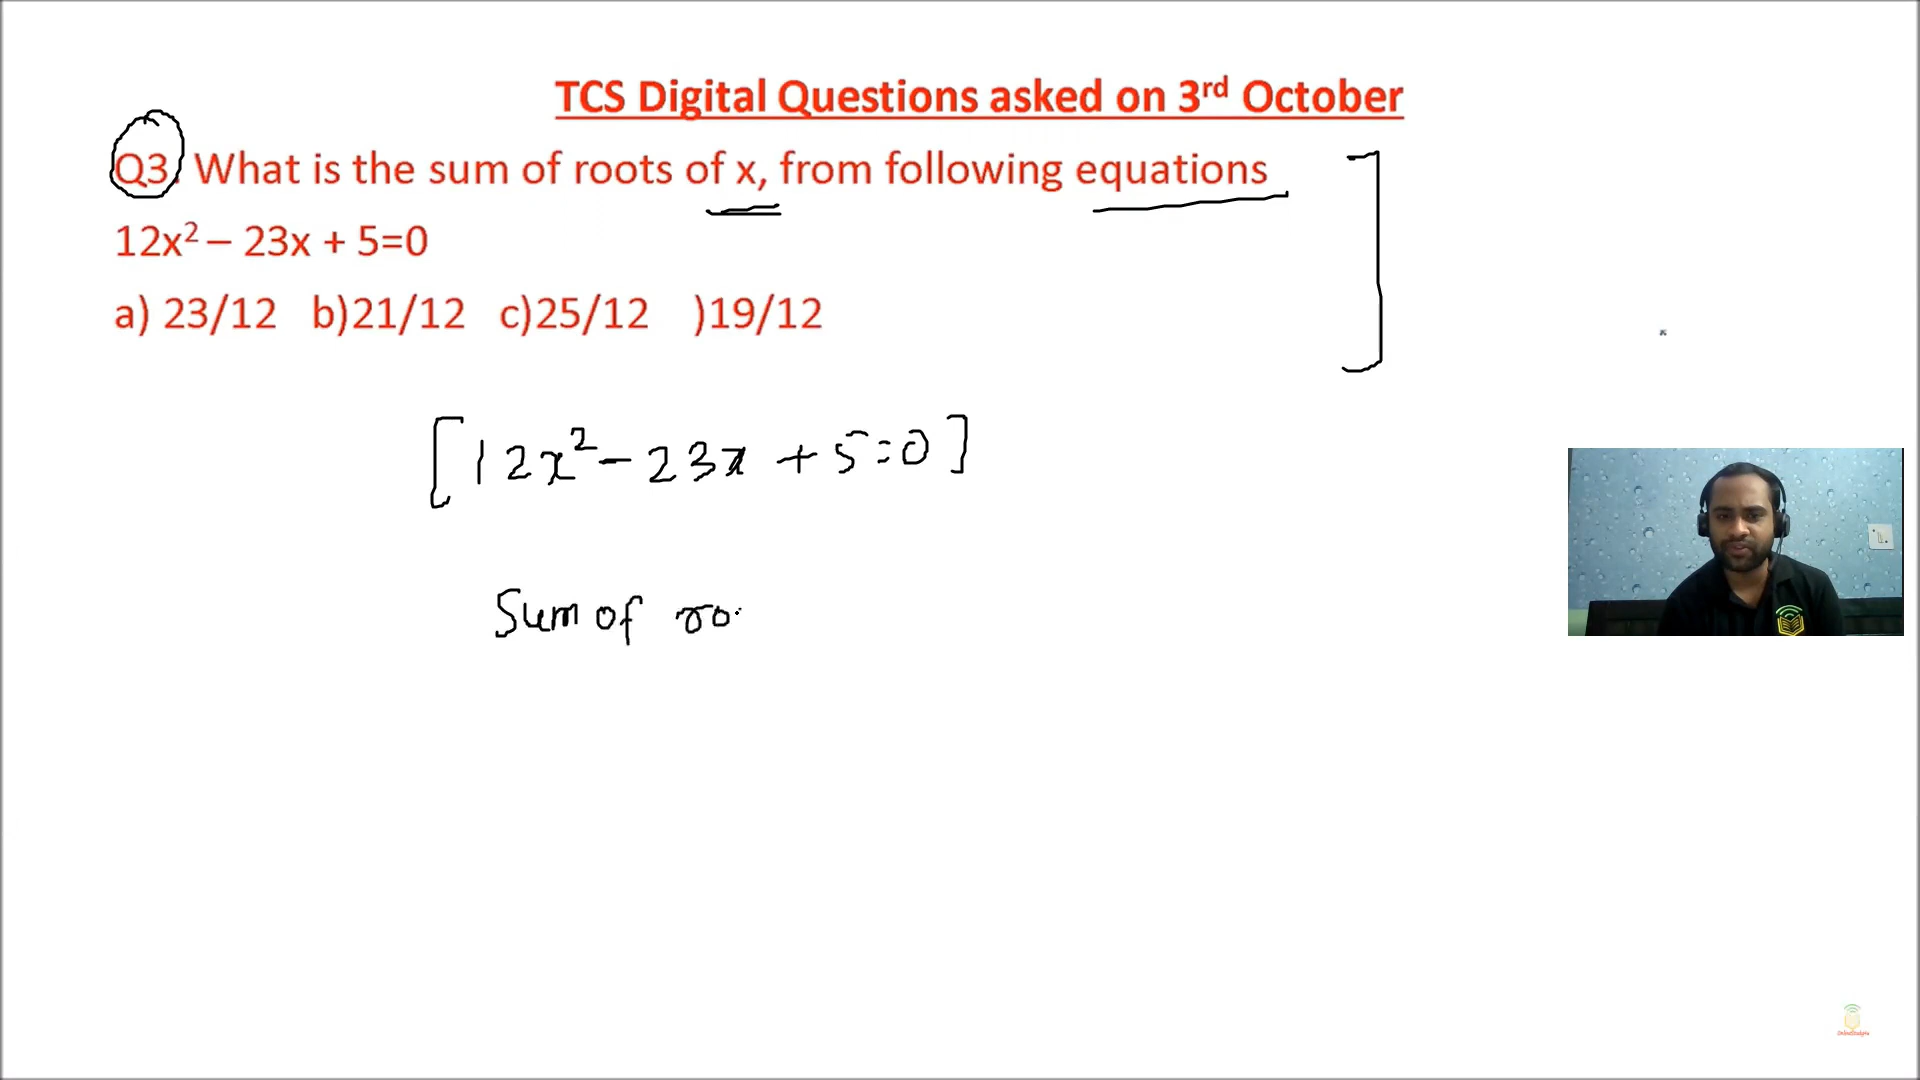 TCS Digital Questions asked on 3rd October
Q3. What is the sum of roots of x, from following equations
12x² – 23x + 5=0
a) 23/12 b)21/12 c)25/12 )19/12
[12x² - 23x + 5=0]
Sum of roo